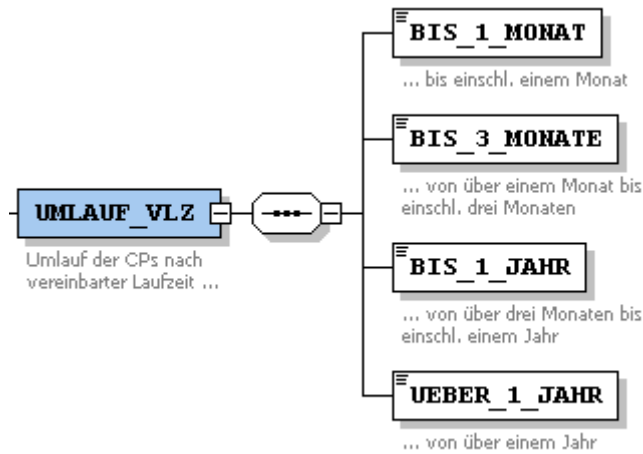 BIS_1_MONAT
... bis einschl. einem Monat
BIS_3_MONATE
... von über einem Monat bis
einschl. drei Monaten
UMLAUF_VLZ
Umlauf der CPs nach
vereinbarter Laufzeit ...
BIS_1_JAHR
... von über drei Monaten bis
einschl. einem Jahr
UEBER_1_JAHR
... von über einem Jahr